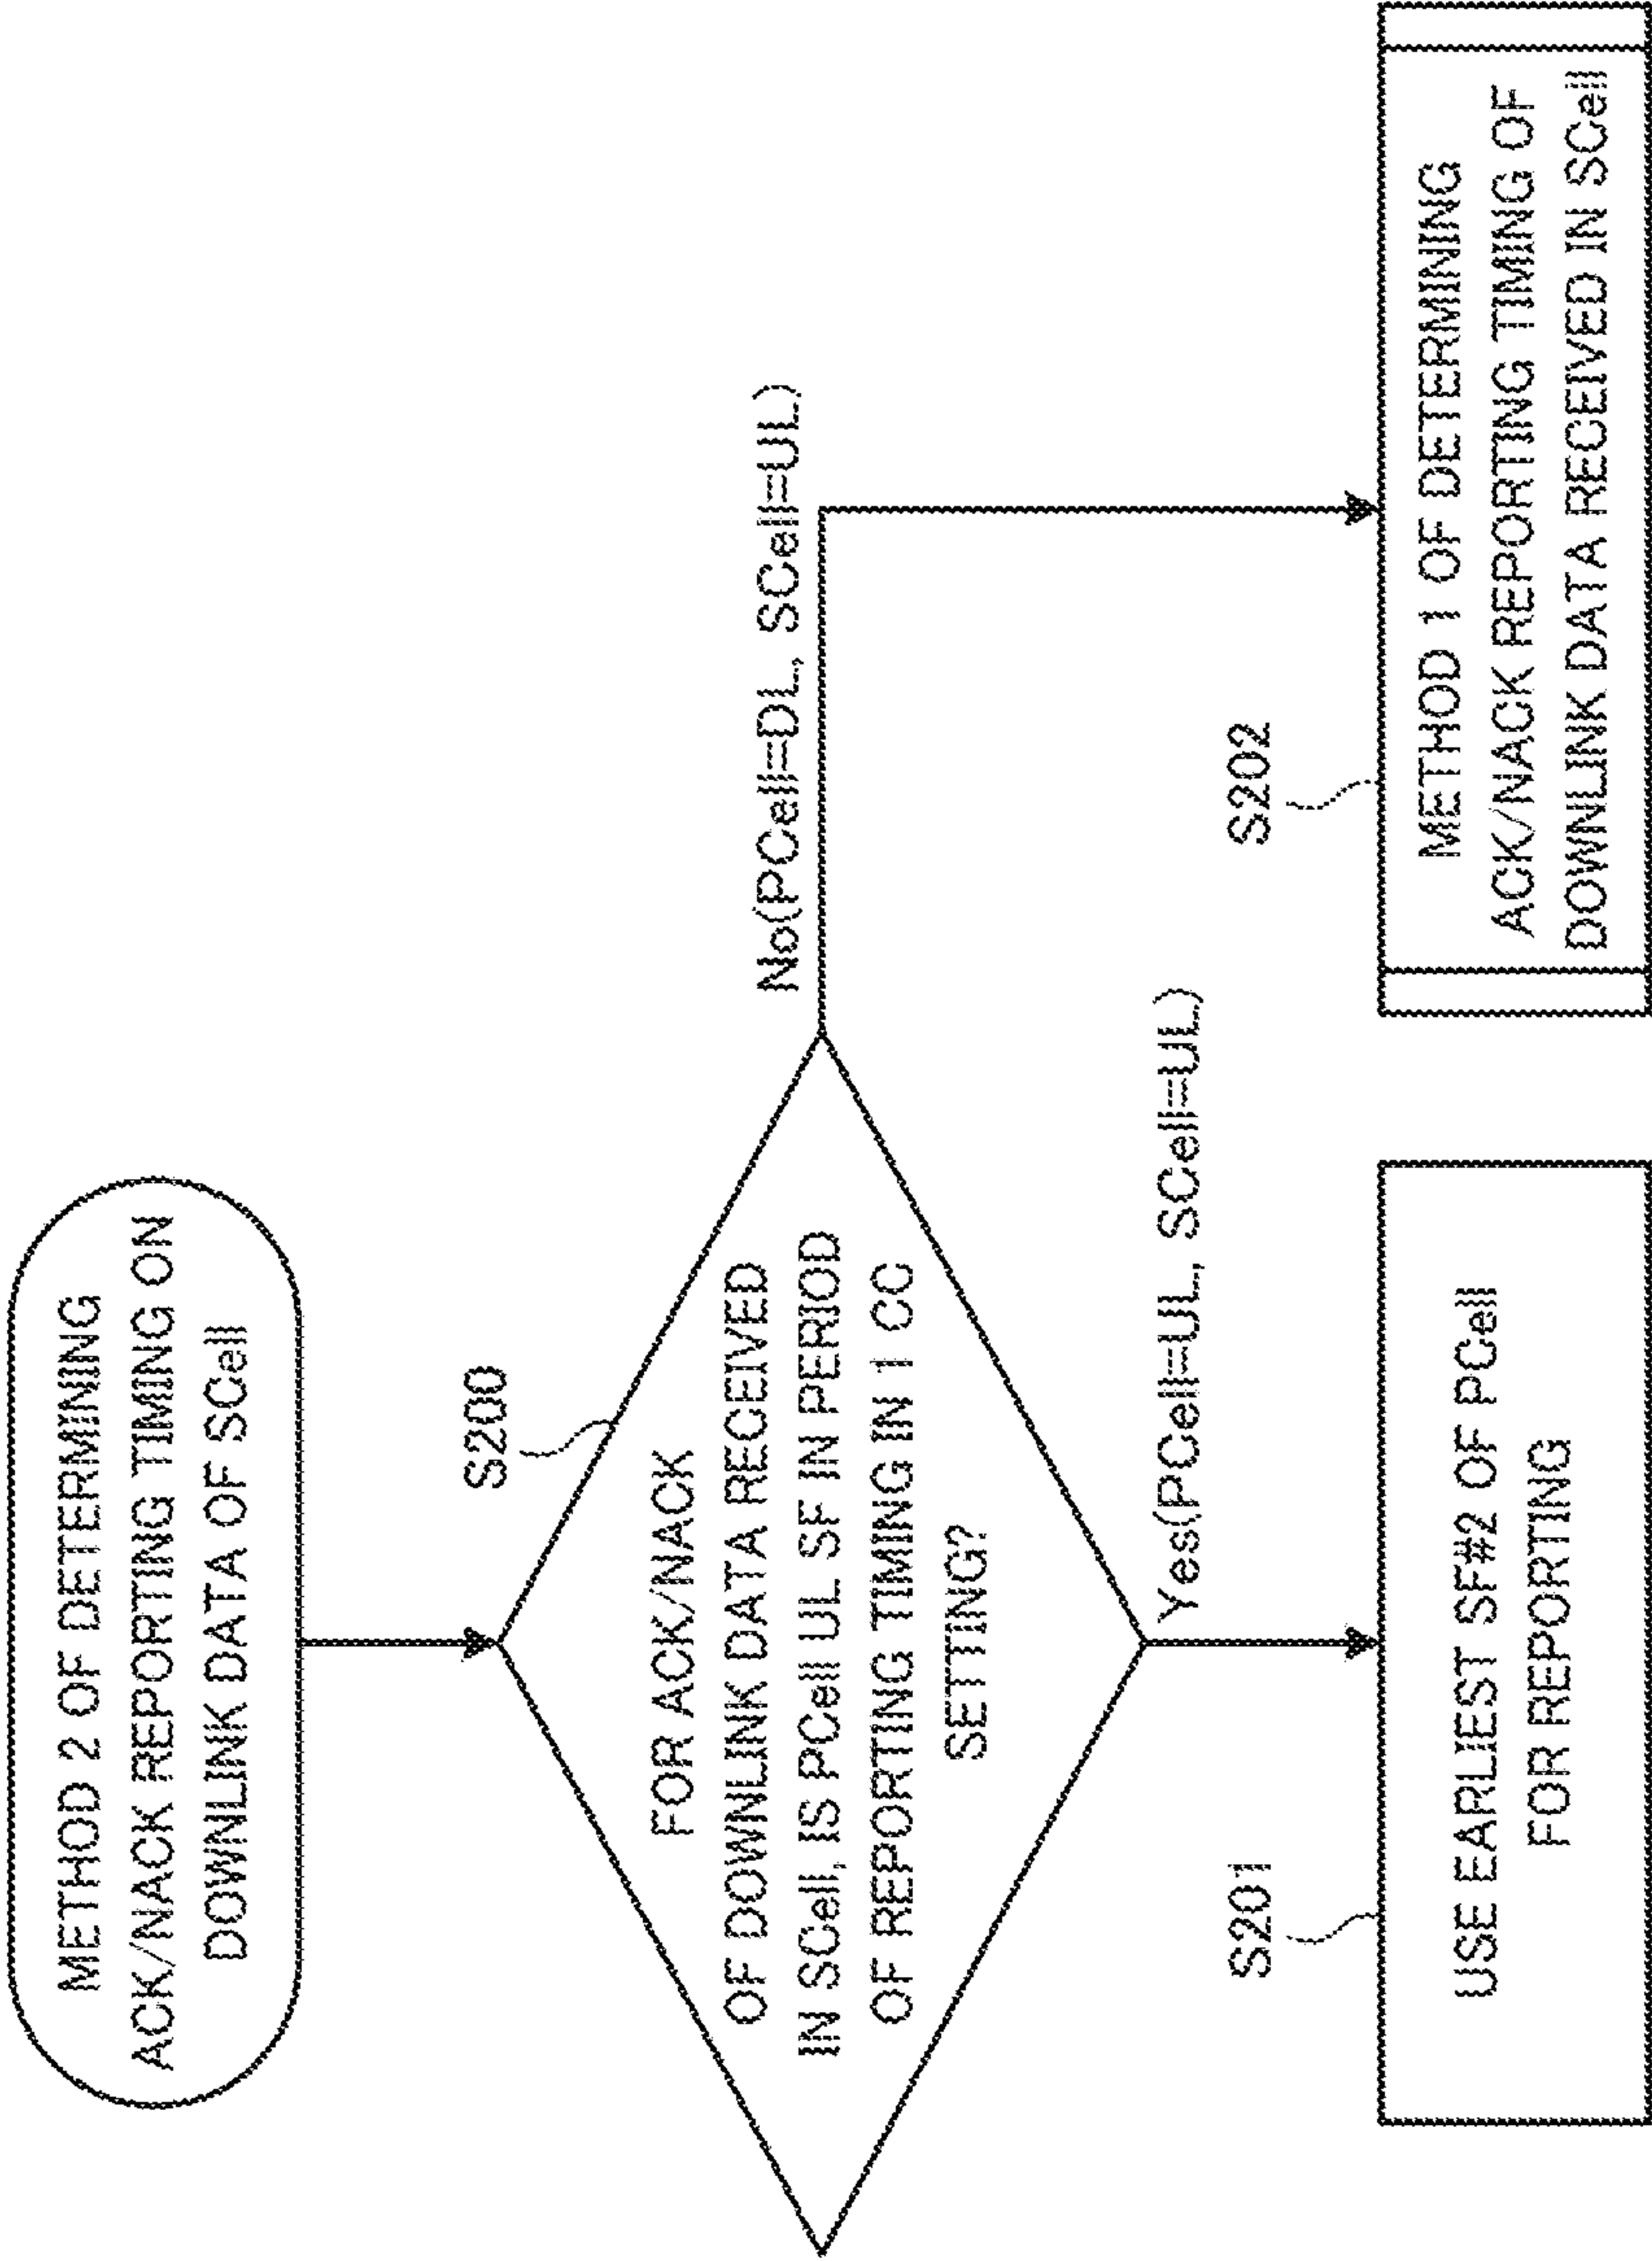 METHOD 2 OF DETERMINING
ACK/NACK REPORTING TIMING ON
DOWNLINK DATA OF SCell
S200
FOR ACK/NACK
OF DOWNLINK DATA RECEIVED
IN SCell, IS PCell UL SF IN PERIOD
OF REPORTING TIMING IN 1 CC
SETTING?
No(PCell=DL, SCell=UL)
Yes(PCell=UL, SCell=UL)
S201
USE EARLIEST SF#2 OF PCell
FOR REPORTING
S202
METHOD 1 OF DETERMINING
ACK/NACK REPORTING TIMING OF
DOWNLINK DATA RECEIVED IN SCell